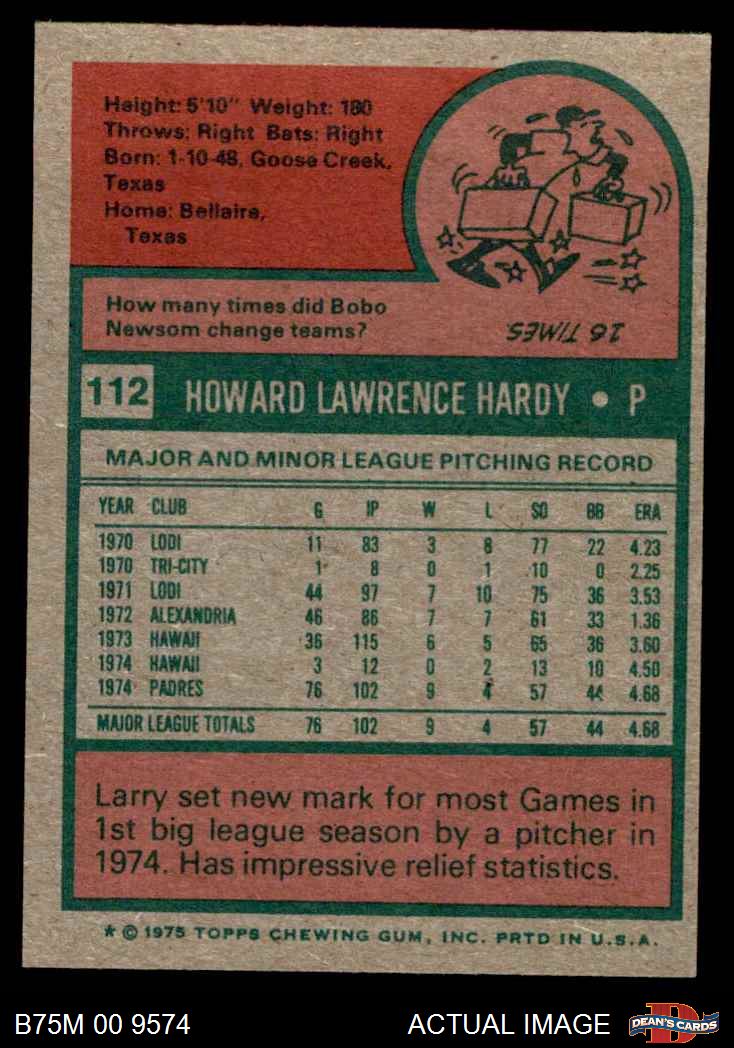 Height: 5'10" Weight: 180
Throws: Right Bats: Right
Born: 1-10-48, Goose Creek,
Texas
Home: Bellaire,
Texas
How many times did Bobo
Newsom change teams?
16 TIMES.
112 HOWARD LAWRENCE HARDY • P
MAJOR AND MINOR LEAGUE PITCHING RECORD
YEAR CLUB G IP W L SO BB ERA
1970 LODI 11 83 3 8 77 22 4.23
1970 TRI-CITY 1 8 0 1 10 0 2.25
1971 LODI 44 97 7 10 75 36 3.53
1972 ALEXANDRIA 46 86 7 7 61 33 1.36
1973 HAWAII 36 115 6 5 65 36 3.60
1974 HAWAII 3 12 0 2 13 10 4.50
1974 PADRES 76 102 9 4 57 44 4.68
MAJOR LEAGUE TOTALS 76 102 9 4 57 44 4.68
Larry set new mark for most Games in
1st big league season by a pitcher in
1974. Has impressive relief statistics.
* © 1975 TOPPS CHEWING GUM, INC. PRTD IN U.S.A.
B75M 00 9574 ACTUAL IMAGE D DEAN'S CARDS